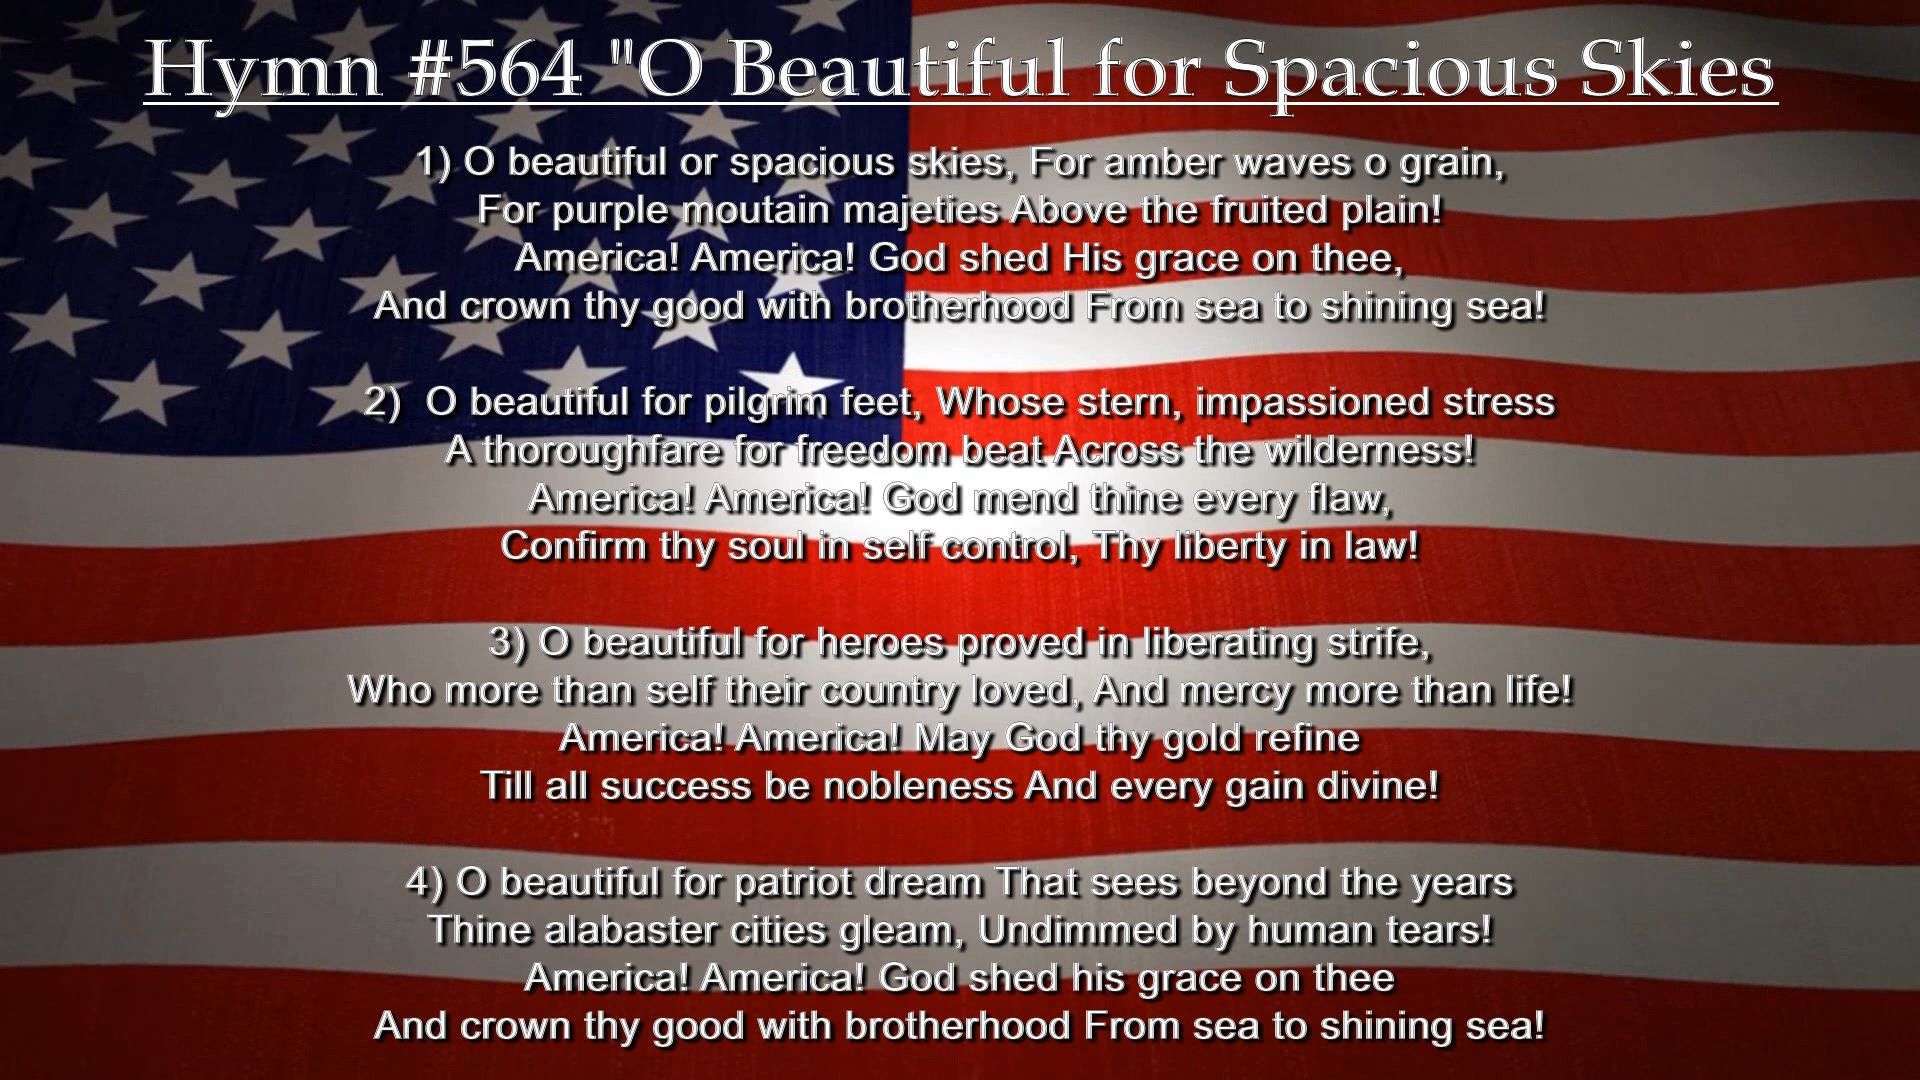 Hymn #564 "O Beautiful for Spacious Skies
1) O beautiful or spacious skies, For amber waves o grain,
For purple moutain majeties Above the fruited plain!
America! America! God shed His grace on thee,
And crown thy good with brotherhood From sea to shining sea!
2) O beautiful for pilgrim feet, Whose stern, impassioned stress
A thoroughfare for freedom beat Across the wilderness!
America! America! God mend thine every flaw,
Confirm thy soul in self control, Thy liberty in law!
3) O beautiful for heroes proved in liberating strife,
Who more than self their country loved, And mercy more than life!
America! America! May God thy gold refine
Till all success be nobleness And every gain divine!
4) O beautiful for patriot dream That sees beyond the years
Thine alabaster cities gleam, Undimmed by human tears!
America! America! God shed his grace on thee
And crown thy good with brotherhood From sea to shining sea!